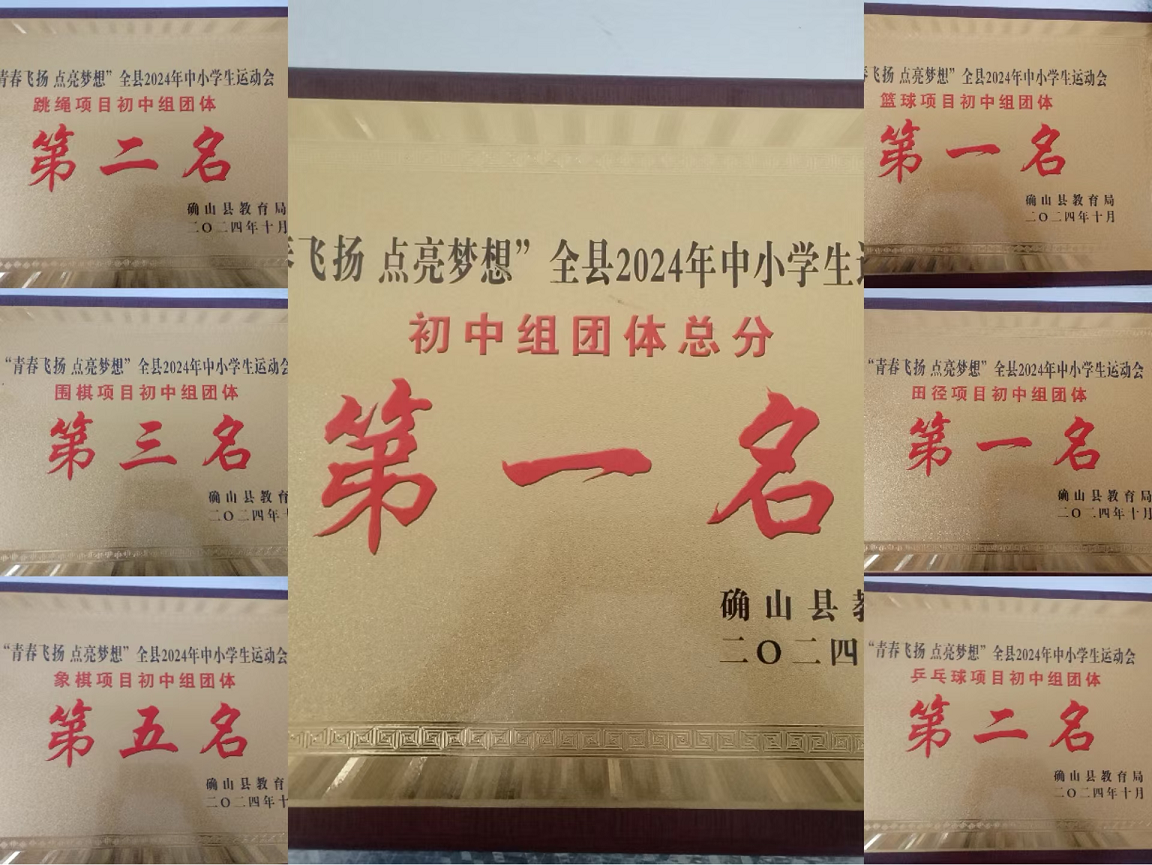 青春飞扬 点亮梦想”全县2024年中小学生运动会
跳绳项目初中组团体
第二名
确山县教育局
二〇二四年十月
“青春飞扬 点亮梦想”全县2024年中小学生运动会
围棋项目初中组团体
第三名
确山县教育
二〇二四年十
“青春飞扬 点亮梦想”全县2024年中小学生运动会
象棋项目初中组团体
第五名
确山县教育
二〇二四年十
春飞扬 点亮梦想”全县2024年中小学生运
初中组团体总分
第一名
确山县教
二〇二四
飞扬 点亮梦想”全县2024年中小学生运动会
篮球项目初中组团体
第一名
确山县教育局
二〇二四年十月
“青春飞扬 点亮梦想”全县2024年中小学生运动会
田径项目初中组团体
第一名
确山县教育局
二〇二四年十月
“青春飞扬 点亮梦想”全县2024年中小学生运动会
乒乓球项目初中组团体
第二名
确山县教育局
二〇二四年十月